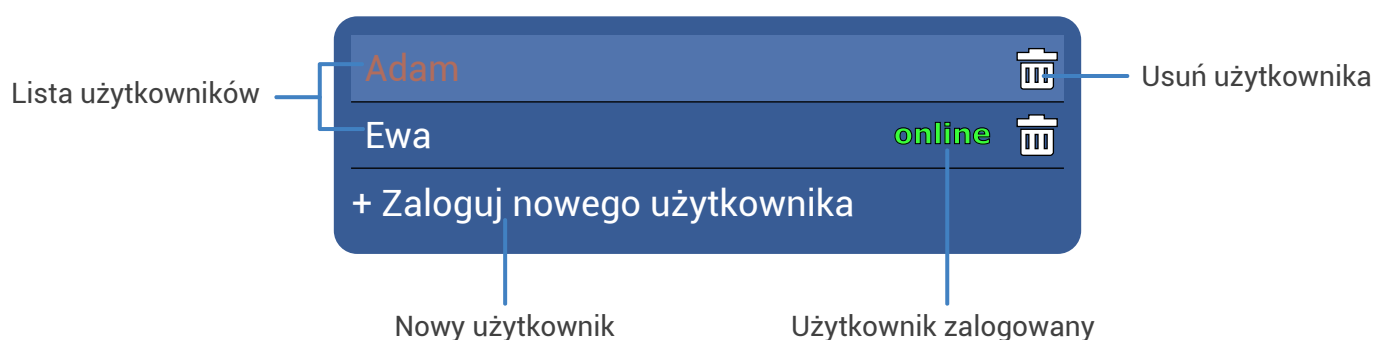 Adam
Usuń użytkownika
Lista użytkowników
Ewa
online
+ Zaloguj nowego użytkownika
Nowy użytkownik
Użytkownik zalogowany